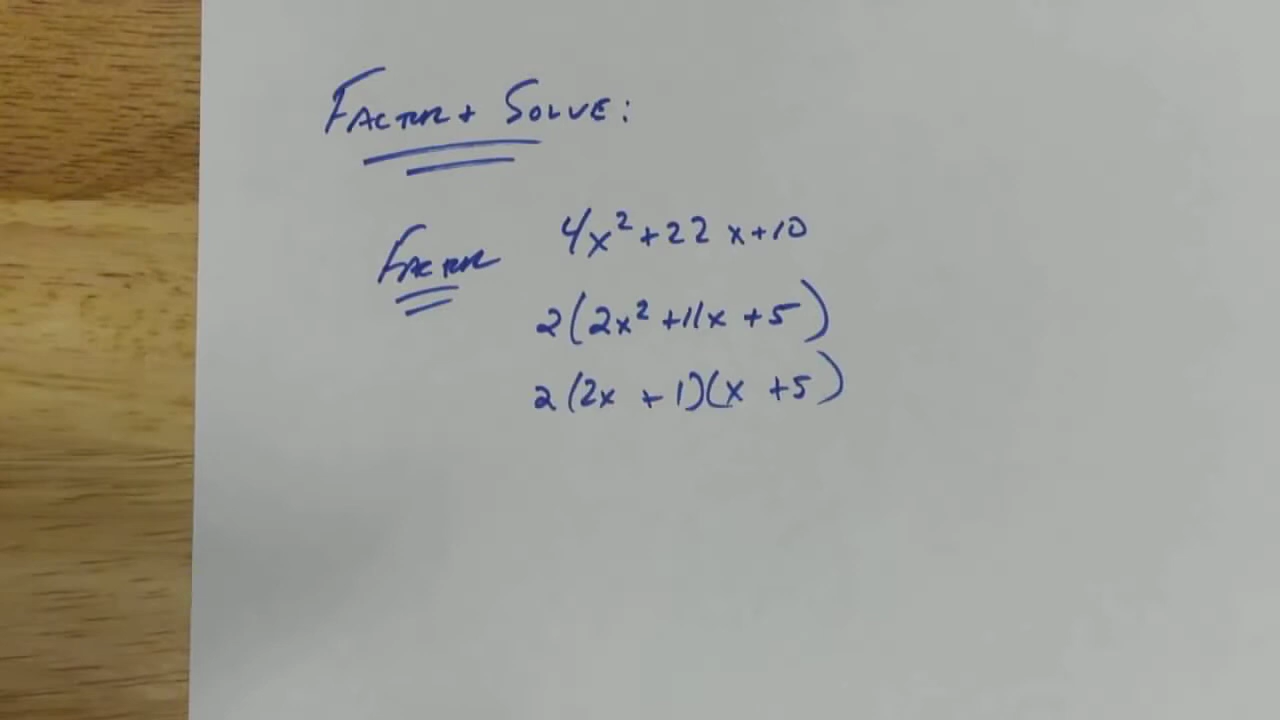 FACTOR + SOLVE:
FACTOR 4x² + 22x + 10
2(2x² + 11x + 5)
2(2x + 1)(x + 5)